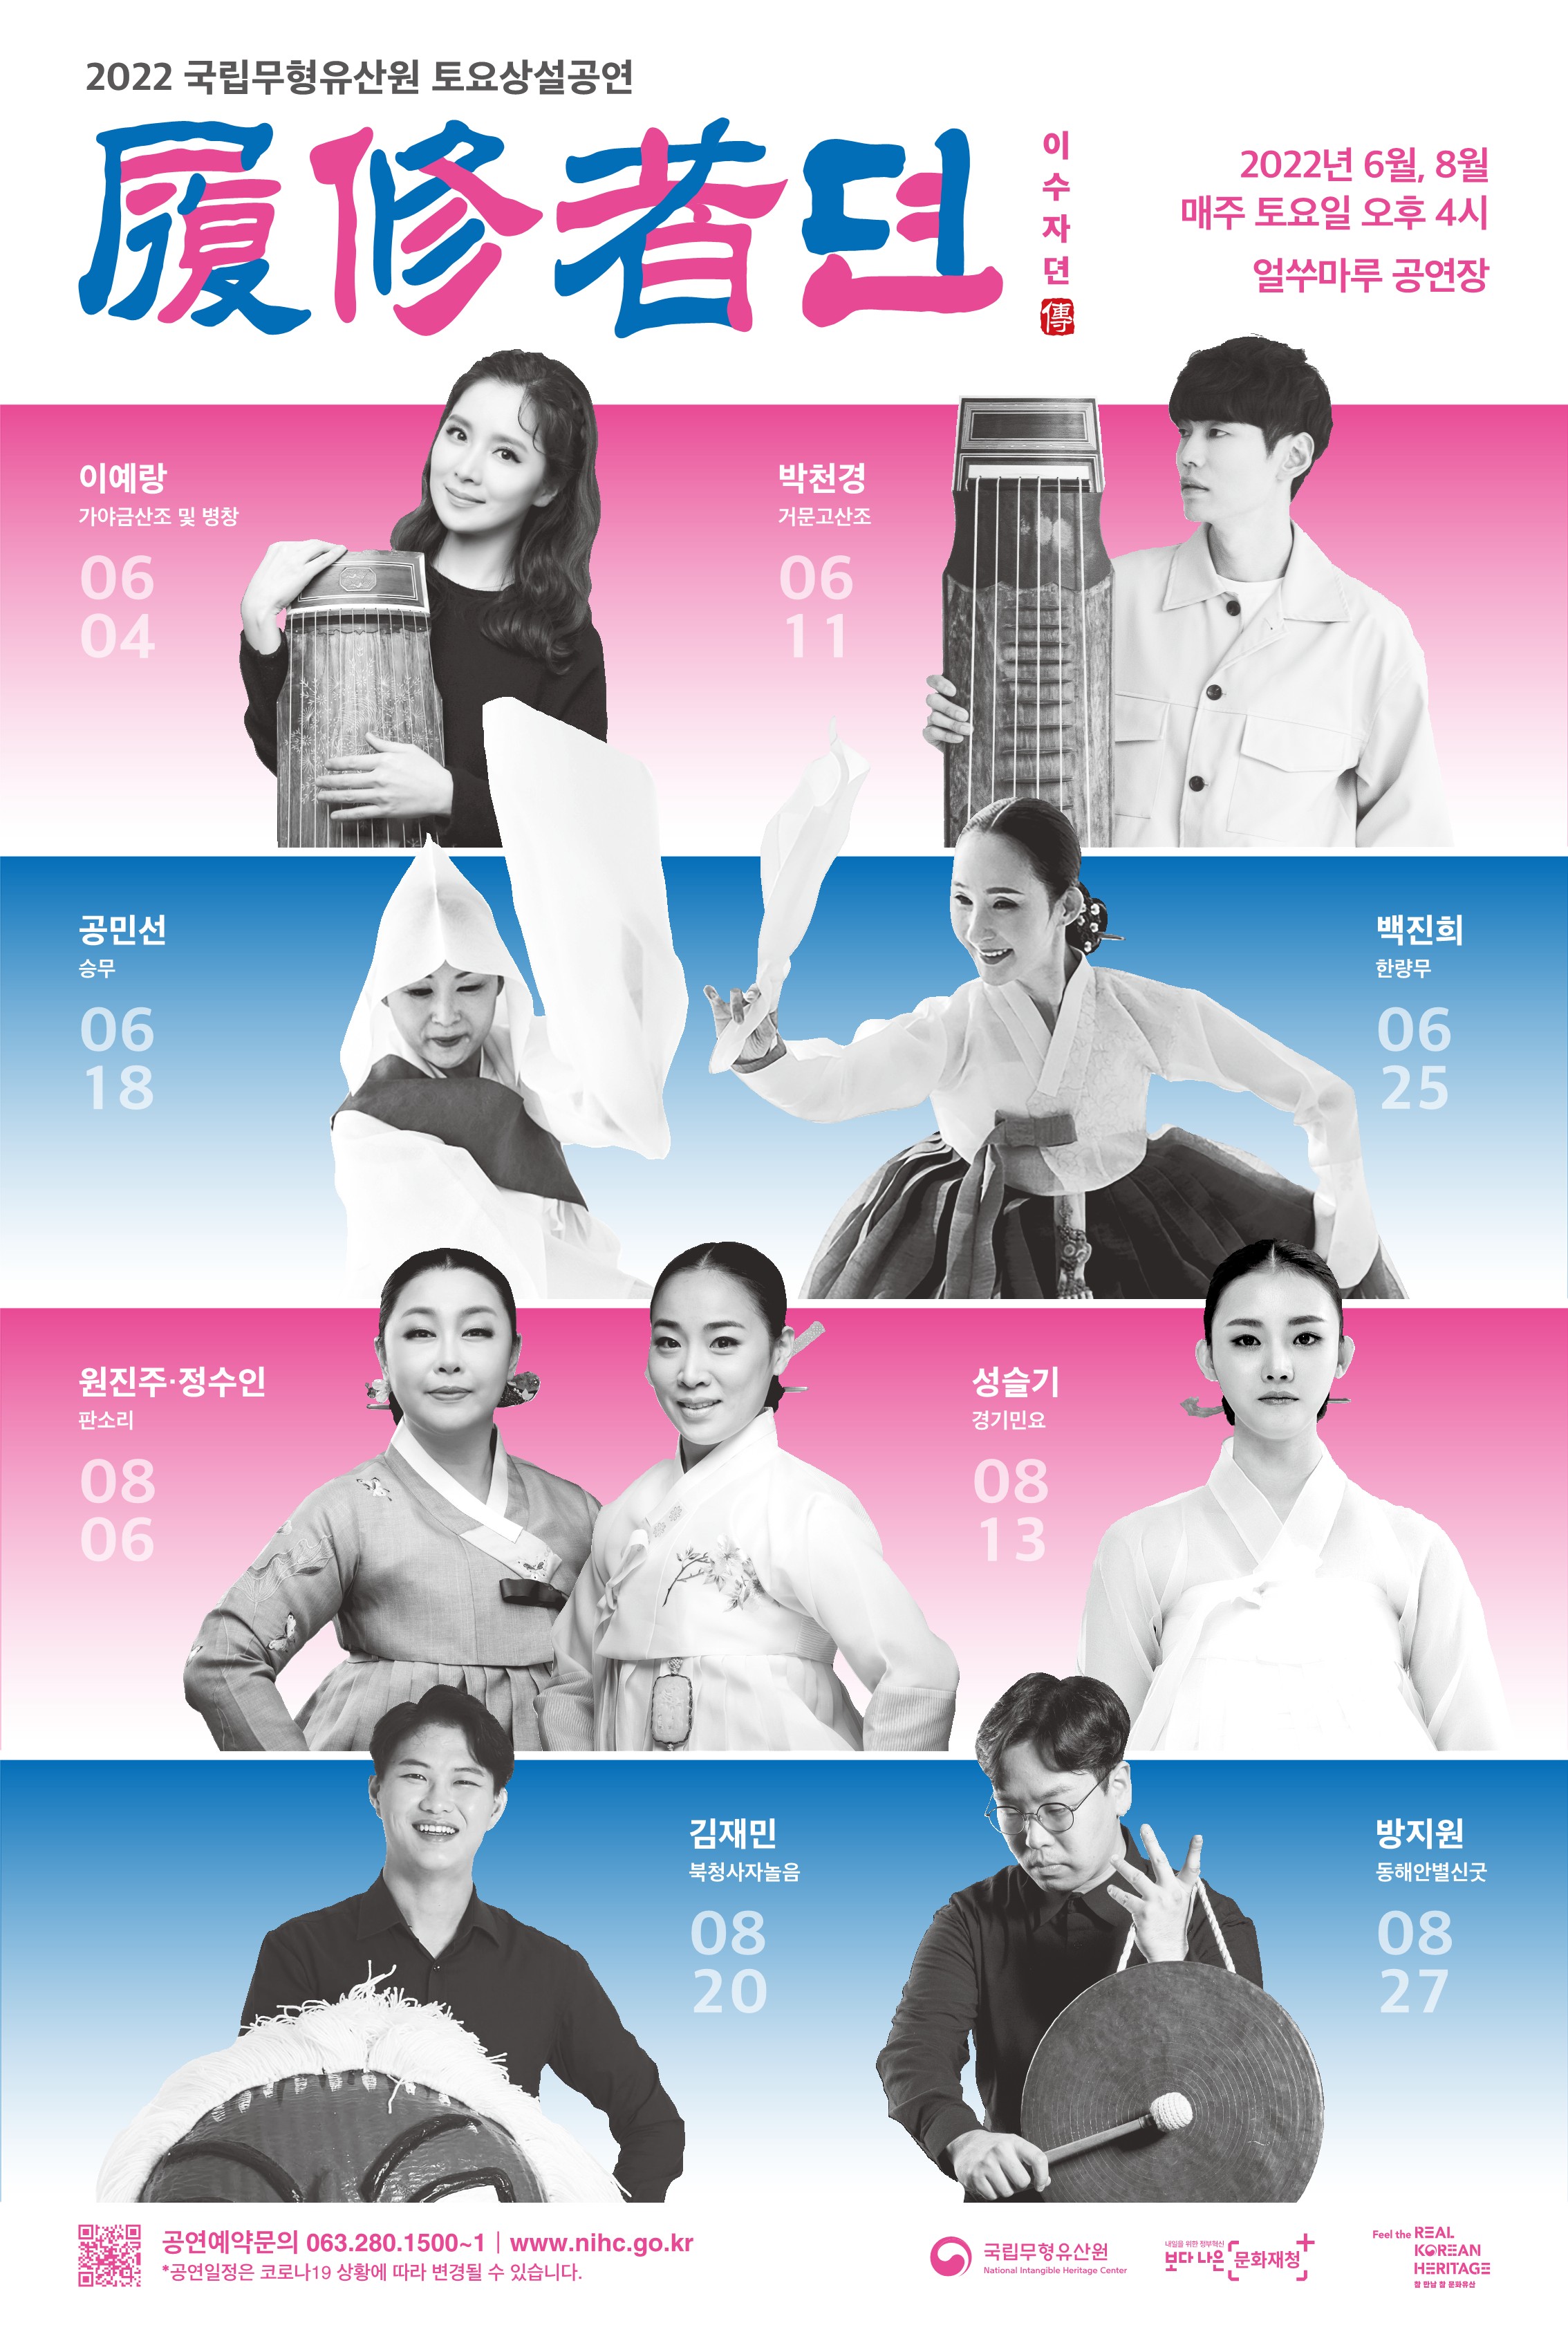 2022 국립무형유산원 토요상설공연
履修者뎐
이수자뎐
傳
2022년 6월, 8월
매주 토요일 오후 4시
얼쑤마루 공연장
이예랑
가야금산조 및 병창
06
04
박천경
거문고산조
06
11
공민선
승무
06
18
백진희
한량무
06
25
원진주·정수인
판소리
08
06
성슬기
경기민요
08
13
김재민
북청사자놀음
08
20
방지원
동해안별신굿
08
27
공연예약문의 063.280.1500~1 | www.nihc.go.kr
*공연일정은 코로나19 상황에 따라 변경될 수 있습니다.
국립무형유산원
National Intangible Heritage Center
내일을 위한 정부혁신
보다 나은 문화재청
Feel the REAL
KOREAN
HERITAGE
참 만남 참 문화유산